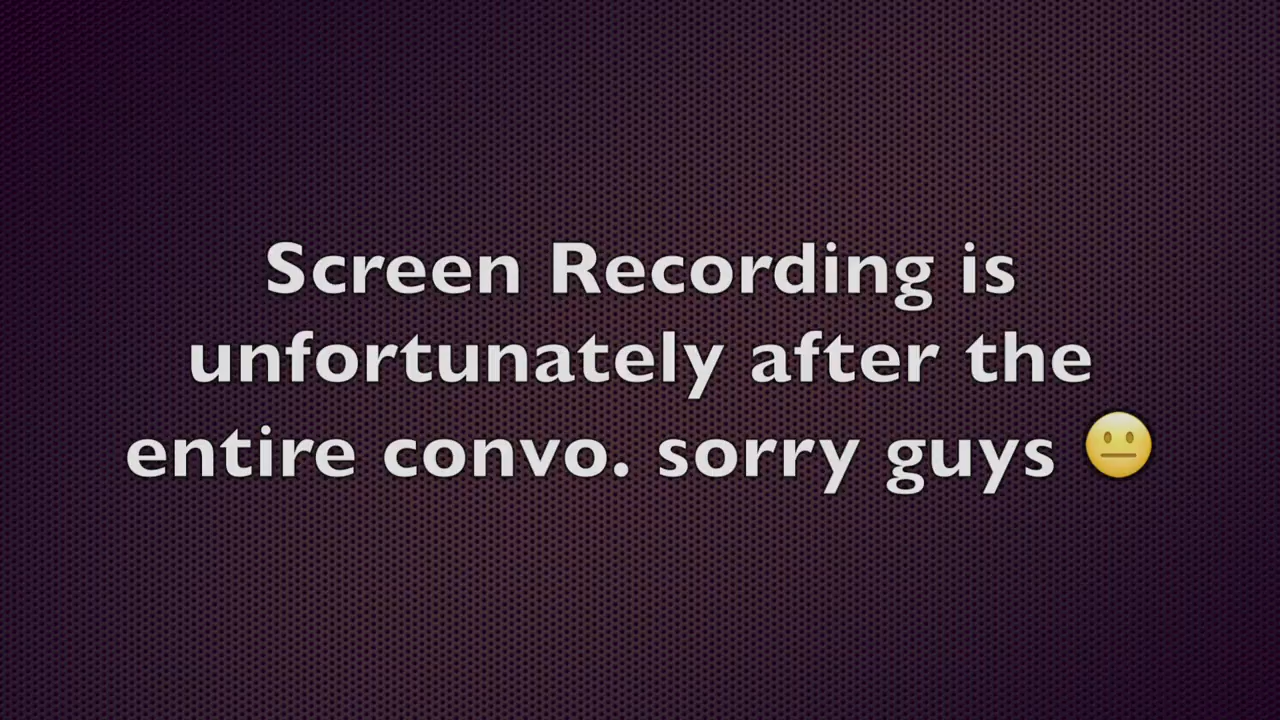 Screen Recording is
unfortunately after the
entire convo. sorry guys 😐